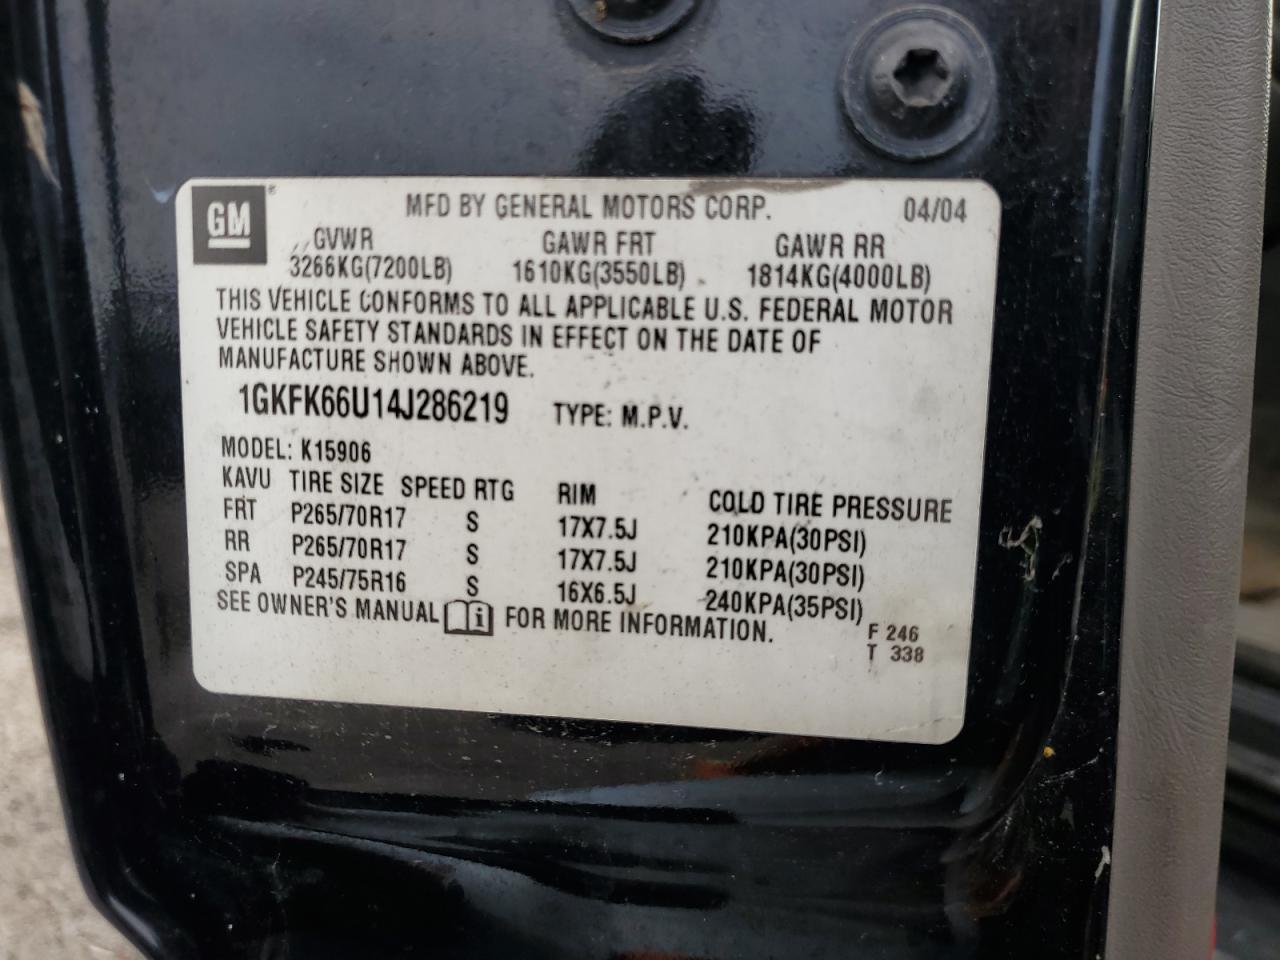 GM ® MFD BY GENERAL MOTORS CORP. 04/04
GVWR GAWR FRT GAWR RR
3266KG(7200LB) 1610KG(3550LB) 1814KG(4000LB)
THIS VEHICLE CONFORMS TO ALL APPLICABLE U.S. FEDERAL MOTOR
VEHICLE SAFETY STANDARDS IN EFFECT ON THE DATE OF
MANUFACTURE SHOWN ABOVE.
1GKFK66U14J286219 TYPE: M.P.V.
MODEL: K15906
KAVU TIRE SIZE SPEED RTG RIM COLD TIRE PRESSURE
FRT P265/70R17 S 17X7.5J 210KPA(30PSI)
RR P265/70R17 S 17X7.5J 210KPA(30PSI)
SPA P245/75R16 S 16X6.5J 240KPA(35PSI)
SEE OWNER'S MANUAL i FOR MORE INFORMATION.
F 246
T 338